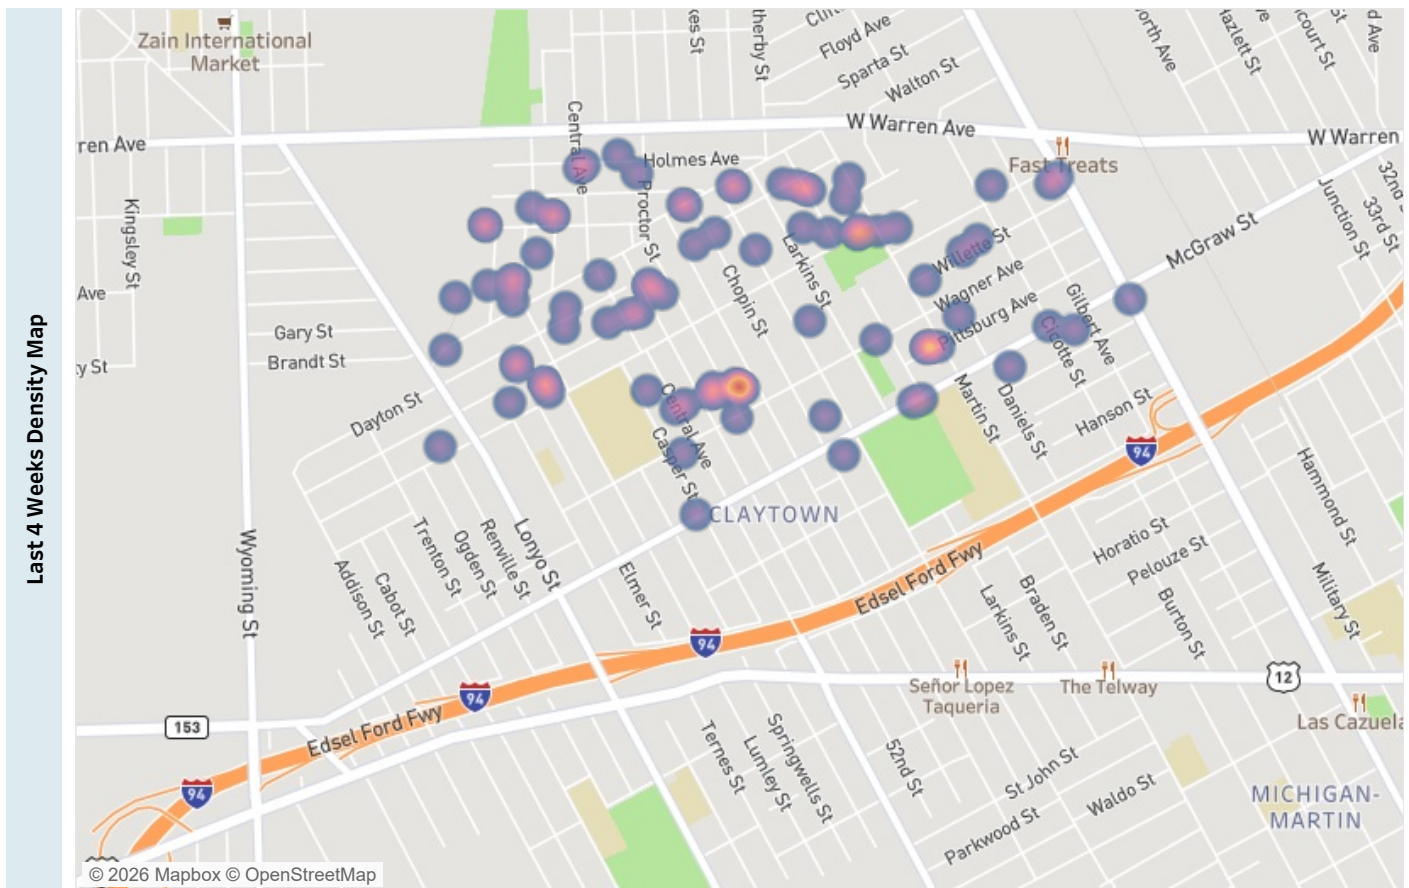 Last 4 Weeks Density Map
Zain International
Market
Floyd Ave
Sparta St
Walton St
W Warren Ave
W Warren
ren Ave
Fast Treats
Central Ave
Holmes Ave
Proctor St
Kingsley St
Ave
Gary St
Brandt St
y St
Dayton St
Chopin St
Larkins St
Willette St
Wagner Ave
Pittsburg Ave
Gilbert Ave
Cicotte St
McGraw St
Junction St
32nd S
33rd S
Martin St
Daniels St
Hanson St
Central Ave
Casper St
CLAYTOWN
94
Hammond St
Wyoming St
Addison St
Cabot St
Trenton St
Ogden St
Renville St
Lonyo St
Elmer St
Edsel Ford Fwy
Horatio St
Pelouze St
Larkins St
Braden St
Burton St
Military St
94
94
12
Señor Lopez
Taqueria
The Telway
Las Cazuela
153
Edsel Ford Fwy
94
Ternes St
Lumley St
Springwells St
52nd St
St John St
Waldo St
Parkwood St
MICHIGAN-
MARTIN
© 2026 Mapbox © OpenStreetMap